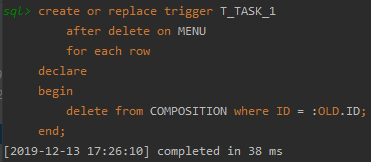 sql> create or replace trigger T_TASK_1
after delete on MENU
for each row
declare
begin
delete from COMPOSITION where ID = :OLD.ID;
end;
[2019-12-13 17:26:10] completed in 38 ms